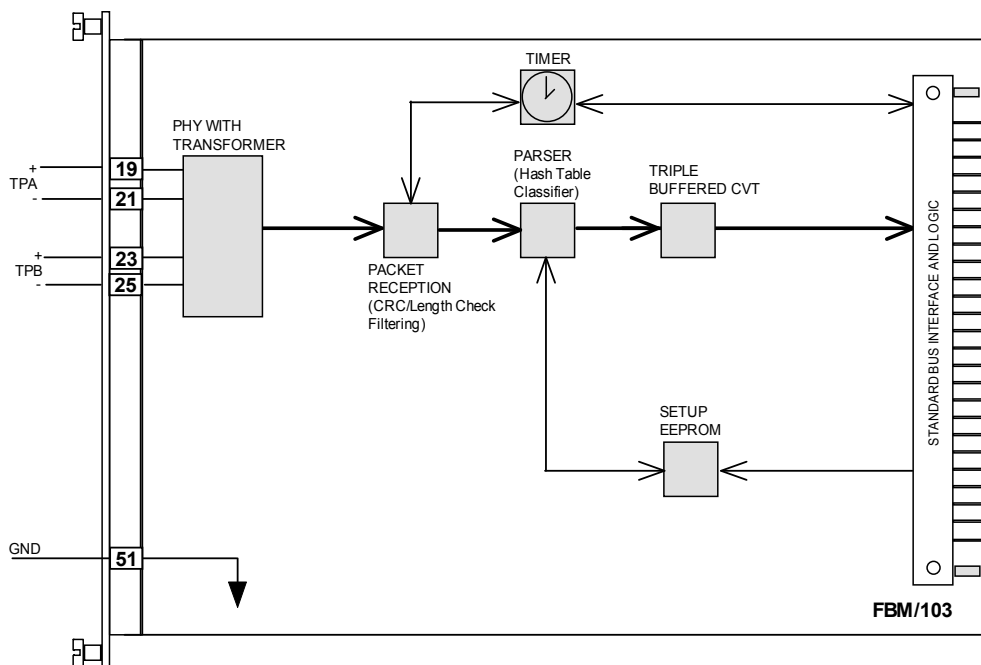 TIMER
PHY WITH
TRANSFORMER
PARSER
(Hash Table
Classifier)
TRIPLE
BUFFERED CVT
+
TPA
-
19
21
+
TPB
-
23
25
PACKET
RECEPTION
(CRC/Length Check
Filtering)
STANDARD BUS INTERFACE AND LOGIC
SETUP
EEPROM
GND
51
FBM/103